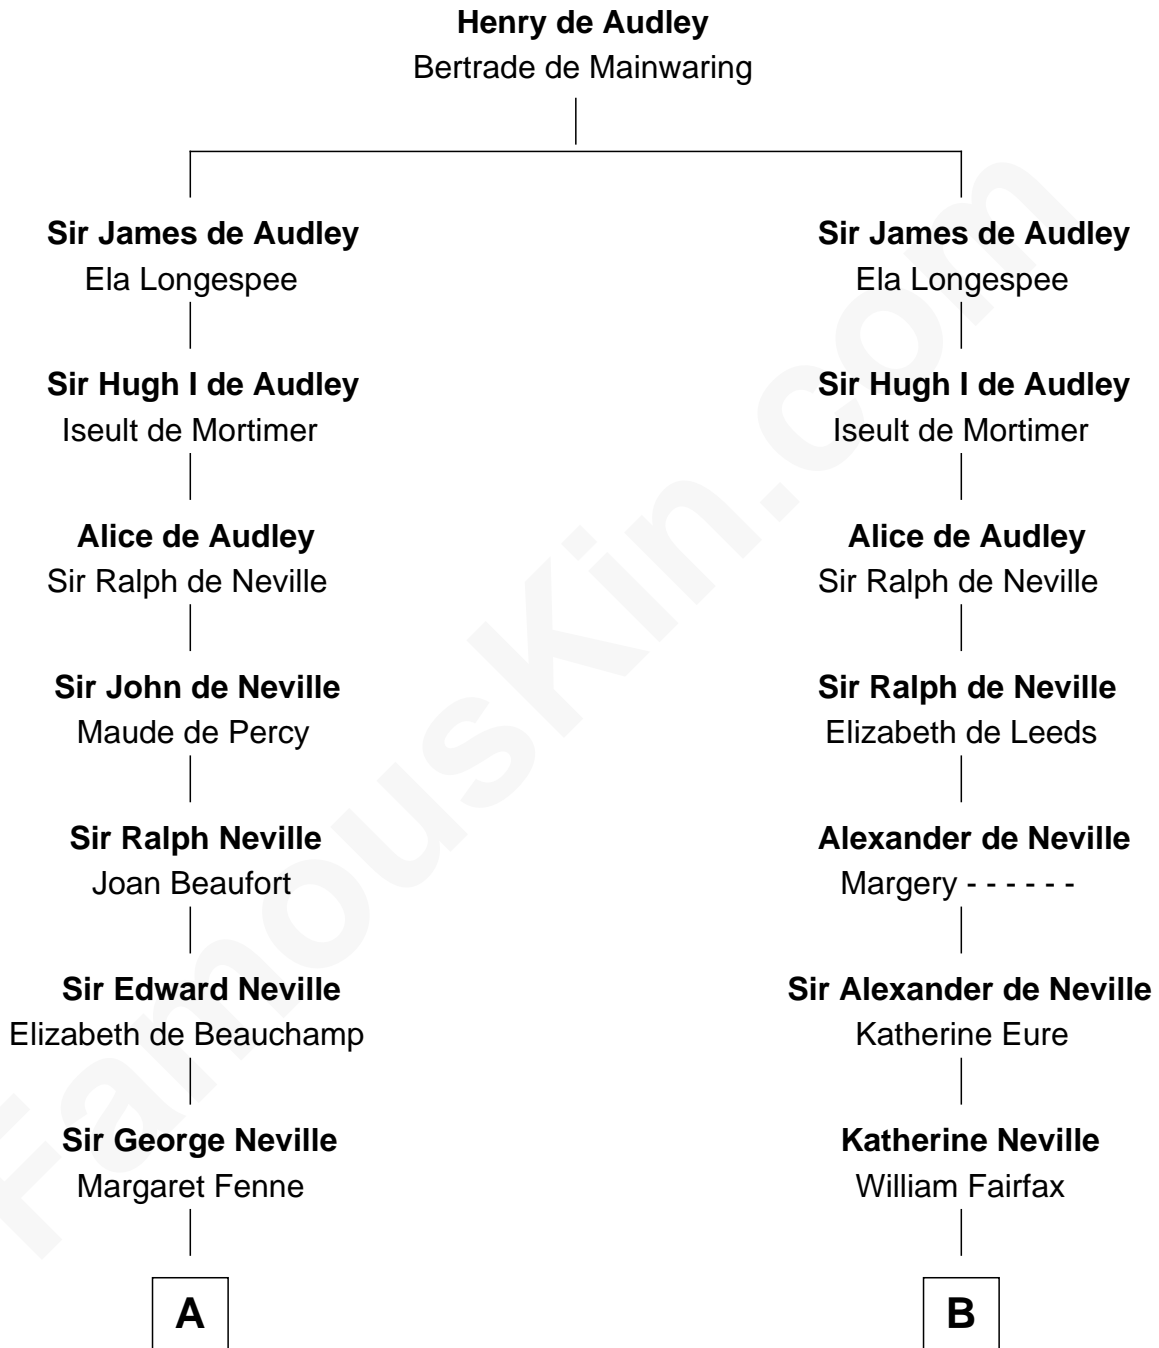 Henry de Audley
Bertrade de Mainwaring
Sir James de Audley
Ela Longespee
Sir Hugh I de Audley
Iseult de Mortimer
Alice de Audley
Sir Ralph de Neville
Sir John de Neville
Maude de Percy
Sir Ralph Neville
Joan Beaufort
Sir Edward Neville
Elizabeth de Beauchamp
Sir George Neville
Margaret Fenne
A
Sir James de Audley
Ela Longespee
Sir Hugh I de Audley
Iseult de Mortimer
Alice de Audley
Sir Ralph de Neville
Sir Ralph de Neville
Elizabeth de Leeds
Alexander de Neville
Margery - - - - - -
Sir Alexander de Neville
Katherine Eure
Katherine Neville
William Fairfax
B
FamousKin.com